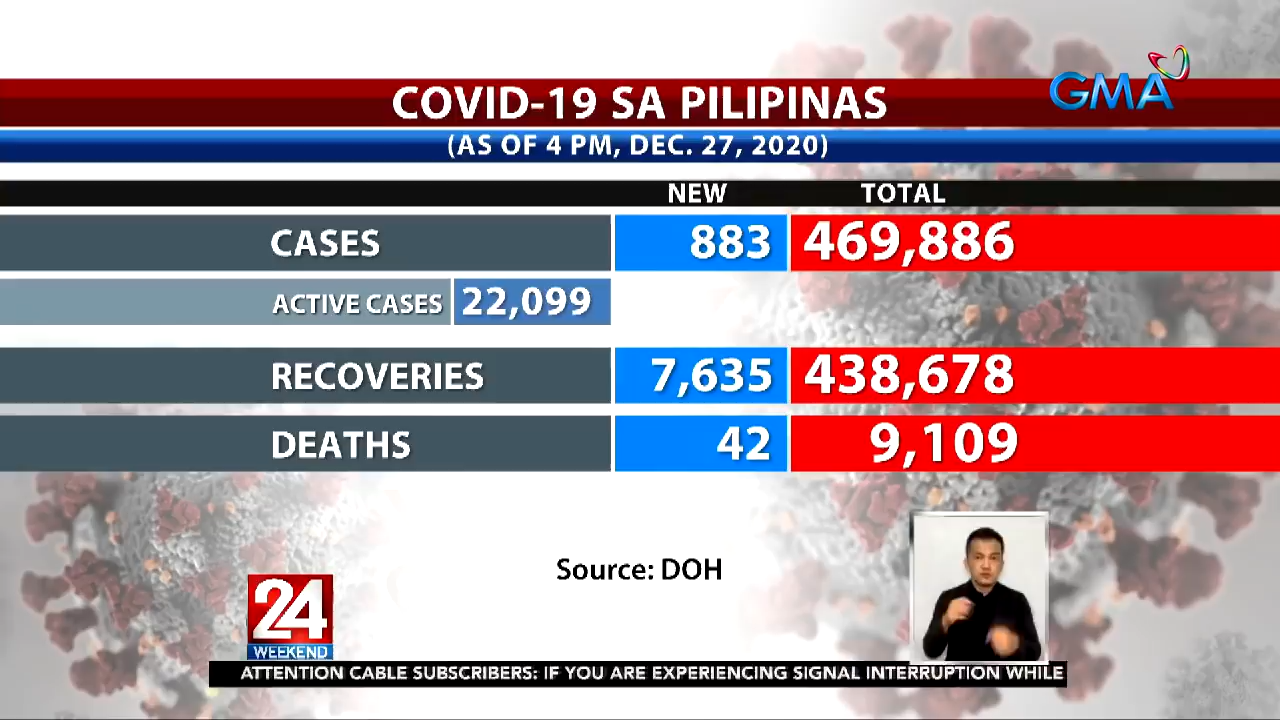 GMA
COVID-19 SA PILIPINAS
(AS OF 4 PM, DEC. 27, 2020)
NEW TOTAL
CASES 883 469,886
ACTIVE CASES 22,099
RECOVERIES 7,635 438,678
DEATHS 42 9,109
Source: DOH
24
WEEKEND
ATTENTION CABLE SUBSCRIBERS: IF YOU ARE EXPERIENCING SIGNAL INTERRUPTION WHILE